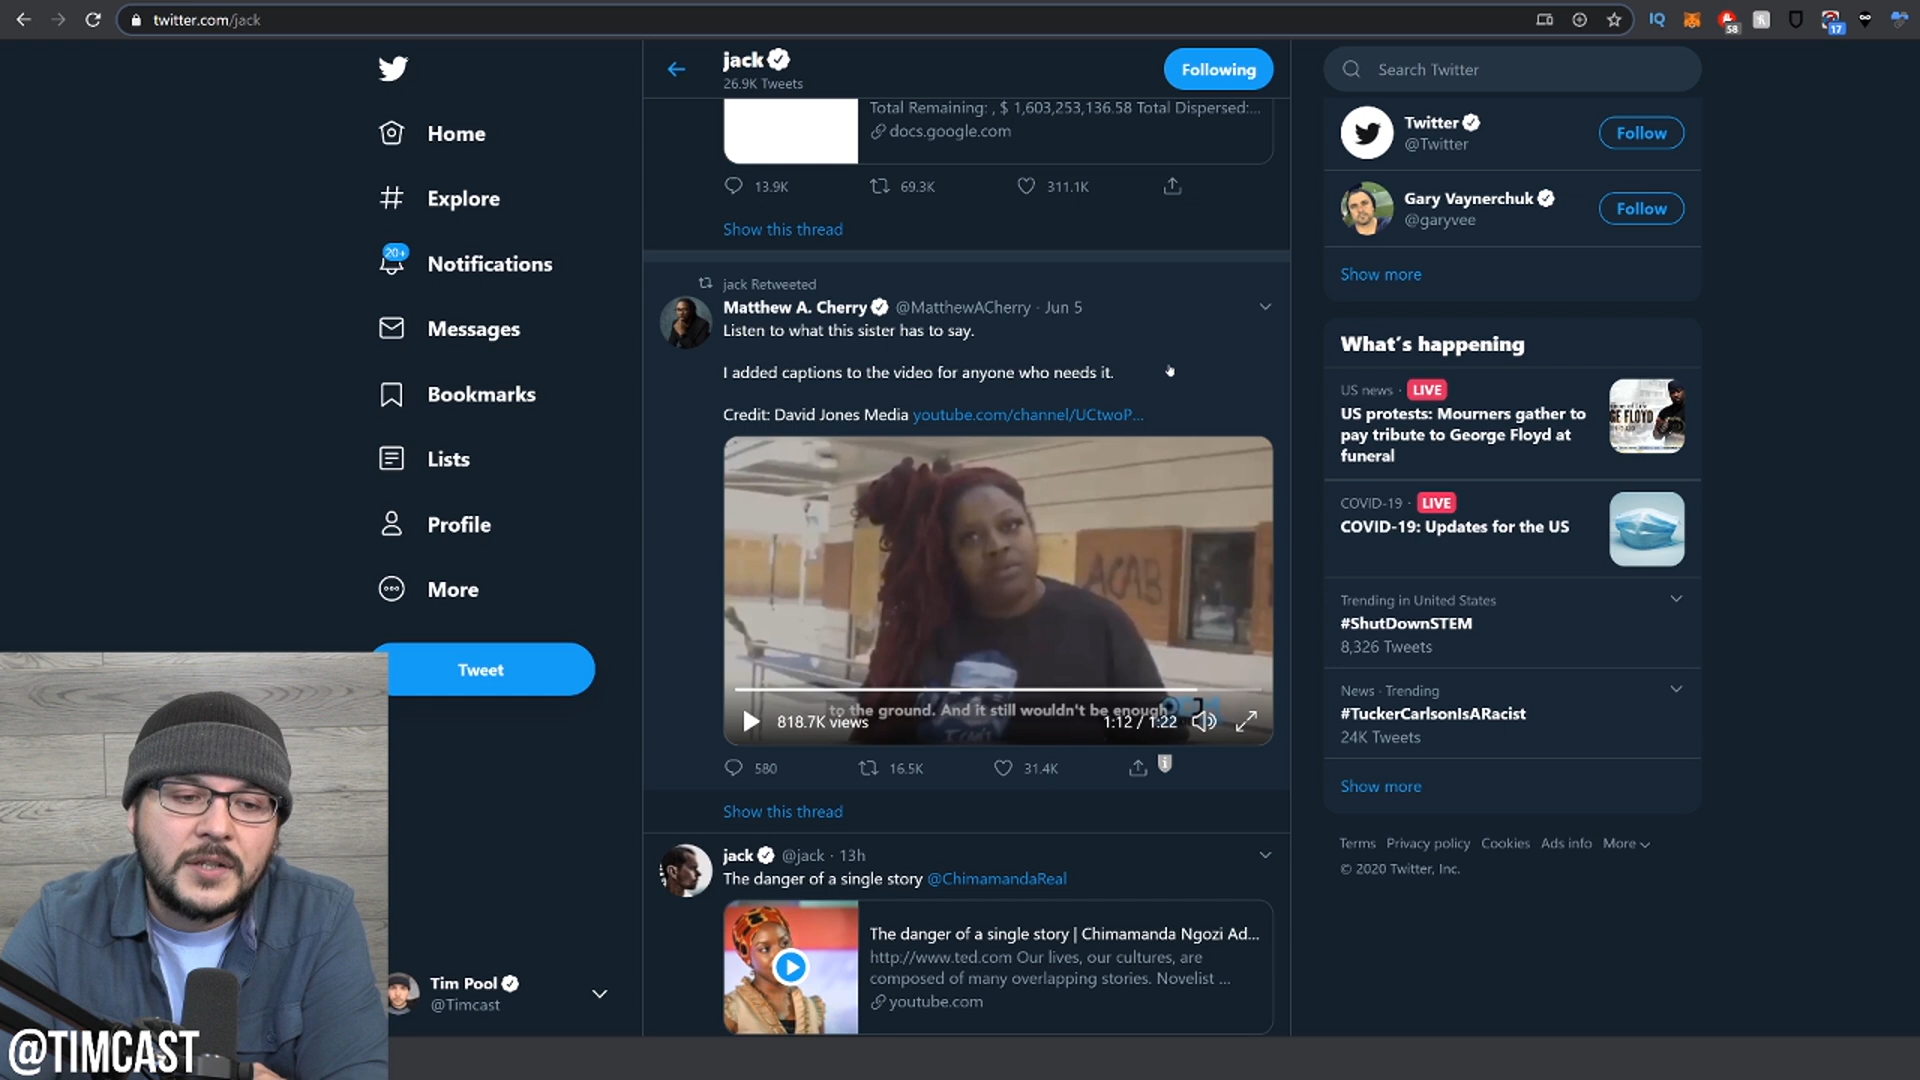 twitter.com/jack
IQ
58
17
jack
26.9K Tweets
Following
Search Twitter
Home
Explore
20+
Notifications
Messages
Bookmarks
Lists
Profile
More
Tweet
Tim Pool
@Timcast
@TIMCAST
Total Remaining: , $ 1,603,253,136.58 Total Dispersed:...
docs.google.com
13.9K 69.3K 311.1K
Show this thread
jack Retweeted
Matthew A. Cherry @MatthewACherry · Jun 5
Listen to what this sister has to say.
I added captions to the video for anyone who needs it.
Credit: David Jones Media youtube.com/channel/UCtwoP...
ACAB
to the ground. And it still wouldn't be enough
818.7K views 1:12 / 1:22
580 16.5K 31.4K
Show this thread
jack @jack · 13h
The danger of a single story @ChimamandaReal
The danger of a single story | Chimamanda Ngozi Ad...
http://www.ted.com Our lives, our cultures, are
composed of many overlapping stories. Novelist ...
youtube.com
Twitter
@Twitter
Follow
Gary Vaynerchuk
@garyvee
Follow
Show more
What's happening
US news · LIVE
US protests: Mourners gather to
pay tribute to George Floyd at
funeral
GE FLOYD
COVID-19 · LIVE
COVID-19: Updates for the US
Trending in United States
#ShutDownSTEM
8,326 Tweets
News · Trending
#TuckerCarlsonIsARacist
24K Tweets
Show more
Terms Privacy policy Cookies Ads info More
© 2020 Twitter, Inc.